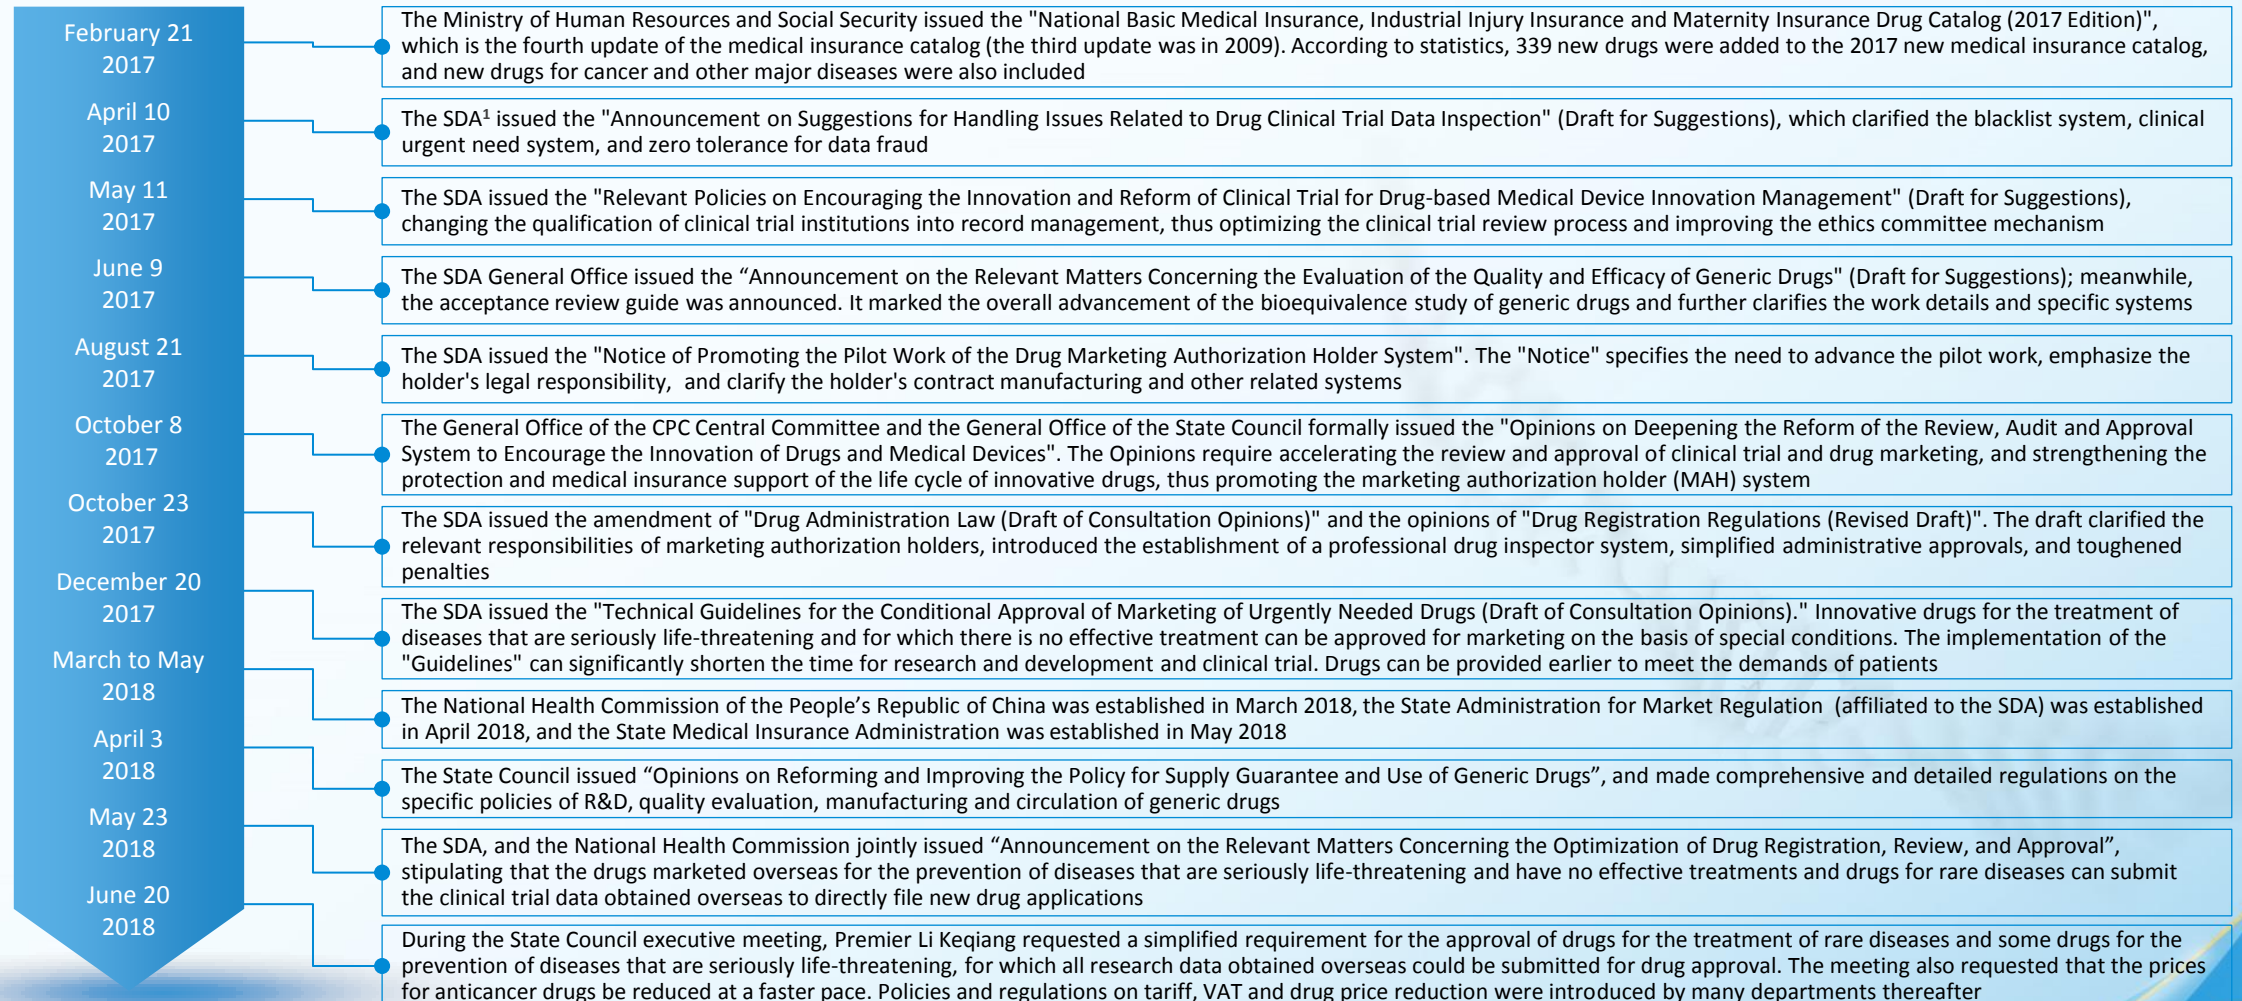 February 21
2017
The Ministry of Human Resources and Social Security issued the "National Basic Medical Insurance, Industrial Injury Insurance and Maternity Insurance Drug Catalog (2017 Edition)",
which is the fourth update of the medical insurance catalog (the third update was in 2009). According to statistics, 339 new drugs were added to the 2017 new medical insurance catalog,
and new drugs for cancer and other major diseases were also included
April 10
2017
The SDA¹ issued the "Announcement on Suggestions for Handling Issues Related to Drug Clinical Trial Data Inspection" (Draft for Suggestions), which clarified the blacklist system, clinical
urgent need system, and zero tolerance for data fraud
May 11
2017
The SDA issued the "Relevant Policies on Encouraging the Innovation and Reform of Clinical Trial for Drug-based Medical Device Innovation Management" (Draft for Suggestions),
changing the qualification of clinical trial institutions into record management, thus optimizing the clinical trial review process and improving the ethics committee mechanism
June 9
2017
The SDA General Office issued the “Announcement on the Relevant Matters Concerning the Evaluation of the Quality and Efficacy of Generic Drugs" (Draft for Suggestions); meanwhile,
the acceptance review guide was announced. It marked the overall advancement of the bioequivalence study of generic drugs and further clarifies the work details and specific systems
August 21
2017
The SDA issued the "Notice of Promoting the Pilot Work of the Drug Marketing Authorization Holder System". The "Notice" specifies the need to advance the pilot work, emphasize the
holder's legal responsibility, and clarify the holder's contract manufacturing and other related systems
October 8
2017
The General Office of the CPC Central Committee and the General Office of the State Council formally issued the "Opinions on Deepening the Reform of the Review, Audit and Approval
System to Encourage the Innovation of Drugs and Medical Devices". The Opinions require accelerating the review and approval of clinical trial and drug marketing, and strengthening the
protection and medical insurance support of the life cycle of innovative drugs, thus promoting the marketing authorization holder (MAH) system
October 23
2017
The SDA issued the amendment of "Drug Administration Law (Draft of Consultation Opinions)" and the opinions of "Drug Registration Regulations (Revised Draft)". The draft clarified the
relevant responsibilities of marketing authorization holders, introduced the establishment of a professional drug inspector system, simplified administrative approvals, and toughened
penalties
December 20
2017
The SDA issued the "Technical Guidelines for the Conditional Approval of Marketing of Urgently Needed Drugs (Draft of Consultation Opinions)." Innovative drugs for the treatment of
diseases that are seriously life-threatening and for which there is no effective treatment can be approved for marketing on the basis of special conditions. The implementation of the
"Guidelines" can significantly shorten the time for research and development and clinical trial. Drugs can be provided earlier to meet the demands of patients
March to May
2018
The National Health Commission of the People’s Republic of China was established in March 2018, the State Administration for Market Regulation (affiliated to the SDA) was established
in April 2018, and the State Medical Insurance Administration was established in May 2018
April 3
2018
The State Council issued “Opinions on Reforming and Improving the Policy for Supply Guarantee and Use of Generic Drugs”, and made comprehensive and detailed regulations on the
specific policies of R&D, quality evaluation, manufacturing and circulation of generic drugs
May 23
2018
The SDA, and the National Health Commission jointly issued “Announcement on the Relevant Matters Concerning the Optimization of Drug Registration, Review, and Approval”,
stipulating that the drugs marketed overseas for the prevention of diseases that are seriously life-threatening and have no effective treatments and drugs for rare diseases can submit
the clinical trial data obtained overseas to directly file new drug applications
June 20
2018
During the State Council executive meeting, Premier Li Keqiang requested a simplified requirement for the approval of drugs for the treatment of rare diseases and some drugs for the
prevention of diseases that are seriously life-threatening, for which all research data obtained overseas could be submitted for drug approval. The meeting also requested that the prices
for anticancer drugs be reduced at a faster pace. Policies and regulations on tariff, VAT and drug price reduction were introduced by many departments thereafter